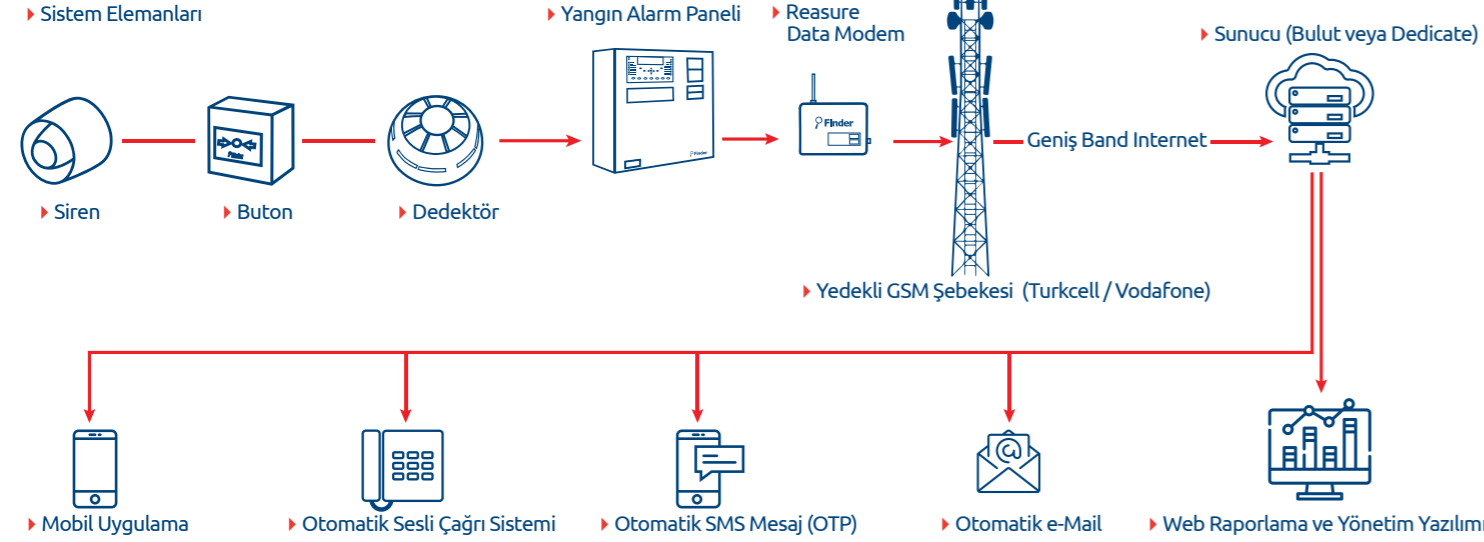 Sistem Elemanları
Yangın Alarm Paneli
Reasure
Data Modem
Sunucu (Bulut veya Dedicate)
Finder
Geniş Band Internet
Finder
Siren
Buton
Dedektör
Yedekli GSM Şebekesi (Turkcell / Vodafone)
@
Mobil Uygulama
Otomatik Sesli Çağrı Sistemi
Otomatik SMS Mesaj (OTP)
Otomatik e-Mail
Web Raporlama ve Yönetim Yazılımı